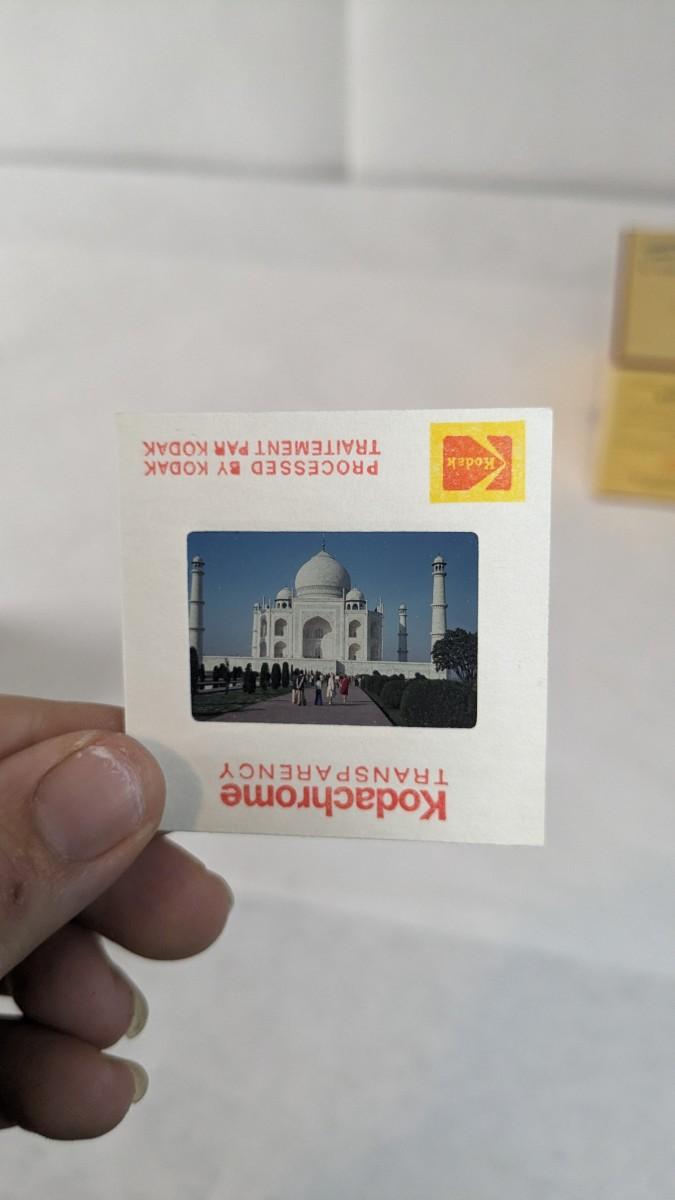 Kodachrome
TRANSPARENCY
Kodak
PROCESSED BY KODAK
TRAITEMENT PAR KODAK